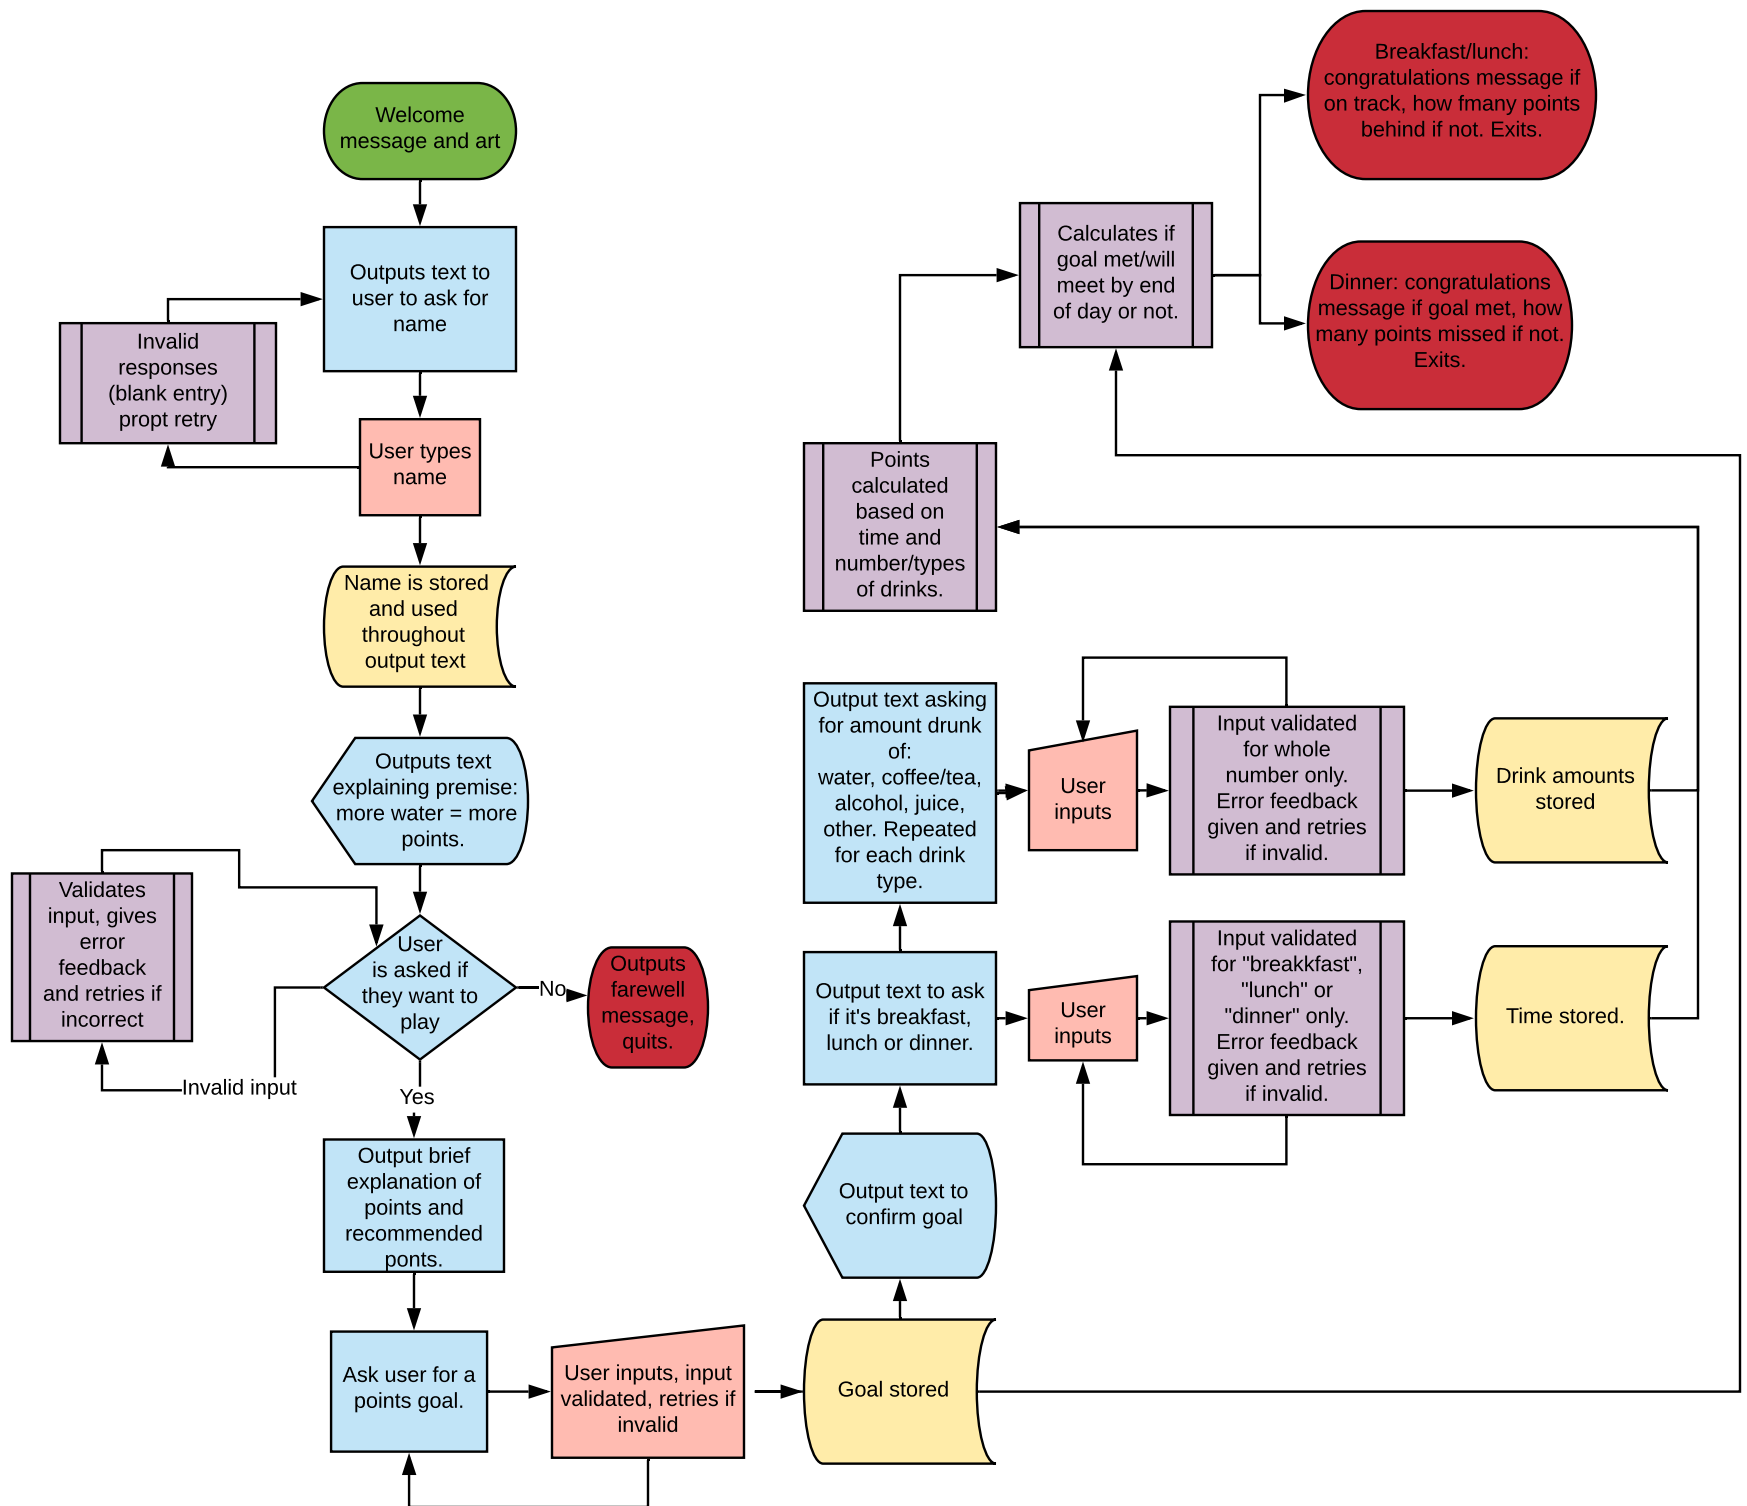 Welcome
message and art
Outputs text to
user to ask for
name
Invalid
responses
(blank entry)
propt retry
User types
name
Name is stored
and used
throughout
output text
Outputs text
explaining premise:
more water = more
points.
Validates
input, gives
error
feedback
and retries if
incorrect
User
is asked if
they want to
play
No
Outputs
farewell
message,
quits.
Invalid input
Yes
Output brief
explanation of
points and
recommended
ponts.
Ask user for a
points goal.
User inputs, input
validated, retries if
invalid
Goal stored
Output text to
confirm goal
Output text to ask
if it's breakfast,
lunch or dinner.
User
inputs
Input validated
for "breakkfast",
"lunch" or
"dinner" only.
Error feedback
given and retries
if invalid.
Time stored.
Output text asking
for amount drunk
of:
water, coffee/tea,
alcohol, juice,
other. Repeated
for each drink
type.
User
inputs
Input validated
for whole
number only.
Error feedback
given and retries
if invalid.
Drink amounts
stored
Points
calculated
based on
time and
number/types
of drinks.
Calculates if
goal met/will
meet by end
of day or not.
Breakfast/lunch:
congratulations message if
on track, how fmany points
behind if not. Exits.
Dinner: congratulations
message if goal met, how
many points missed if not.
Exits.